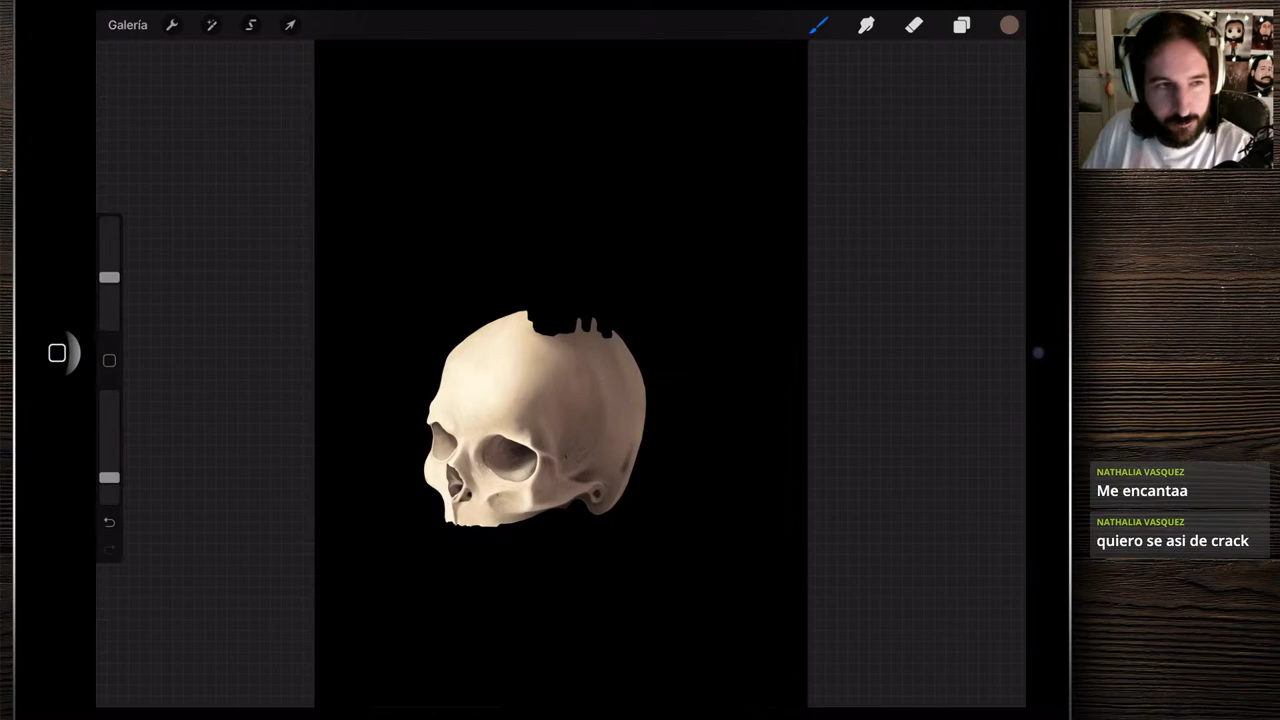 Galería
NATHALIA VASQUEZ
Me encantaa
NATHALIA VASQUEZ
quiero se asi de crack